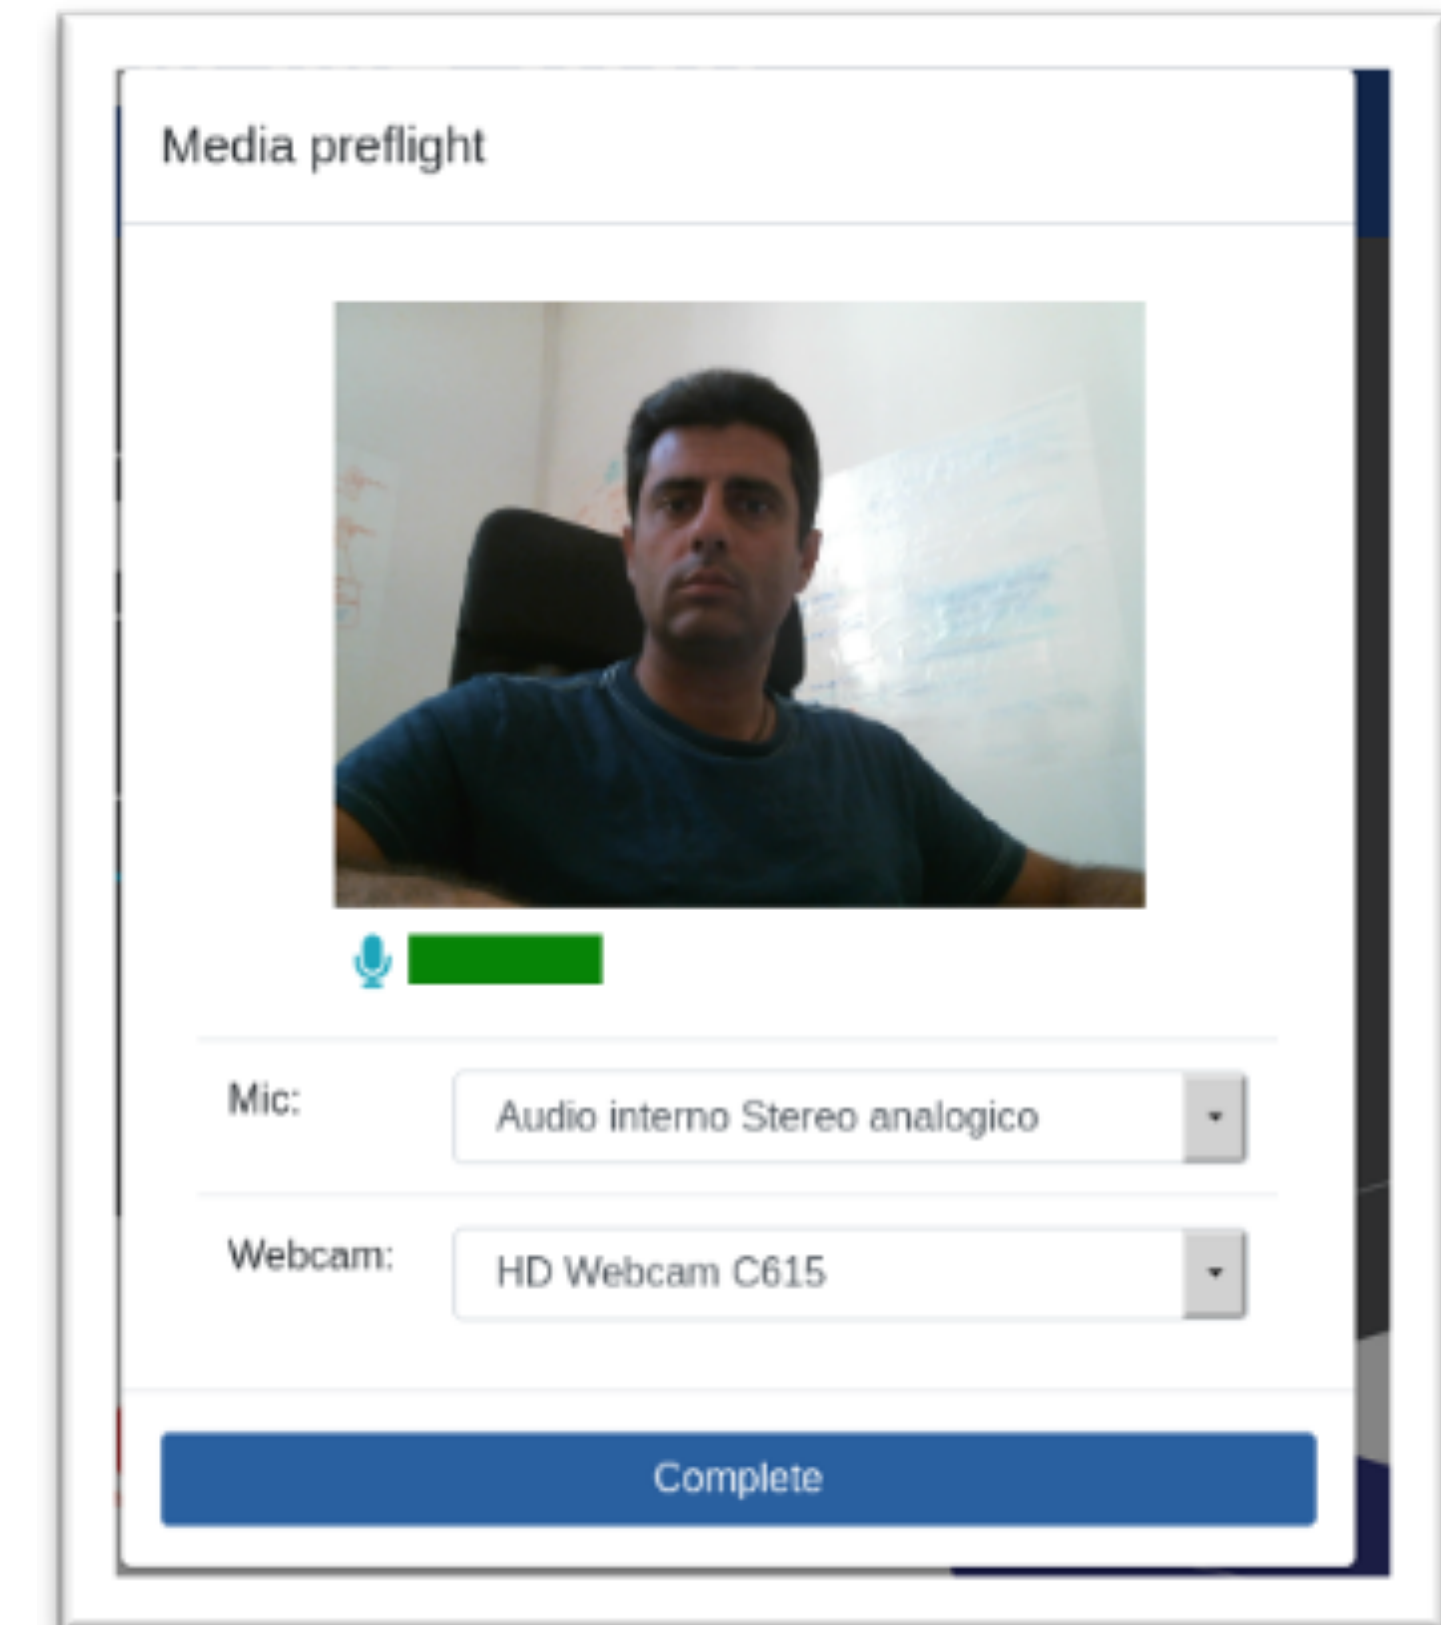 Media preflight
Mic:
Audio interno Stereo analogico
Webcam:
HD Webcam C615
Complete